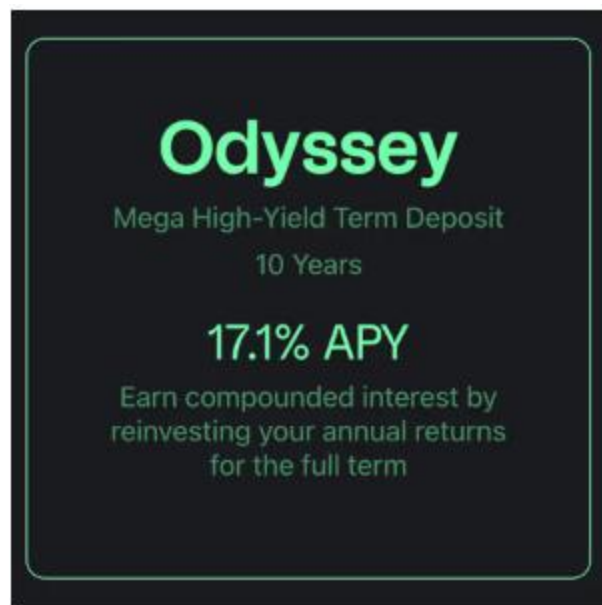 Odyssey
Mega High-Yield Term Deposit
10 Years
17.1% APY
Earn compounded interest by
reinvesting your annual returns
for the full term